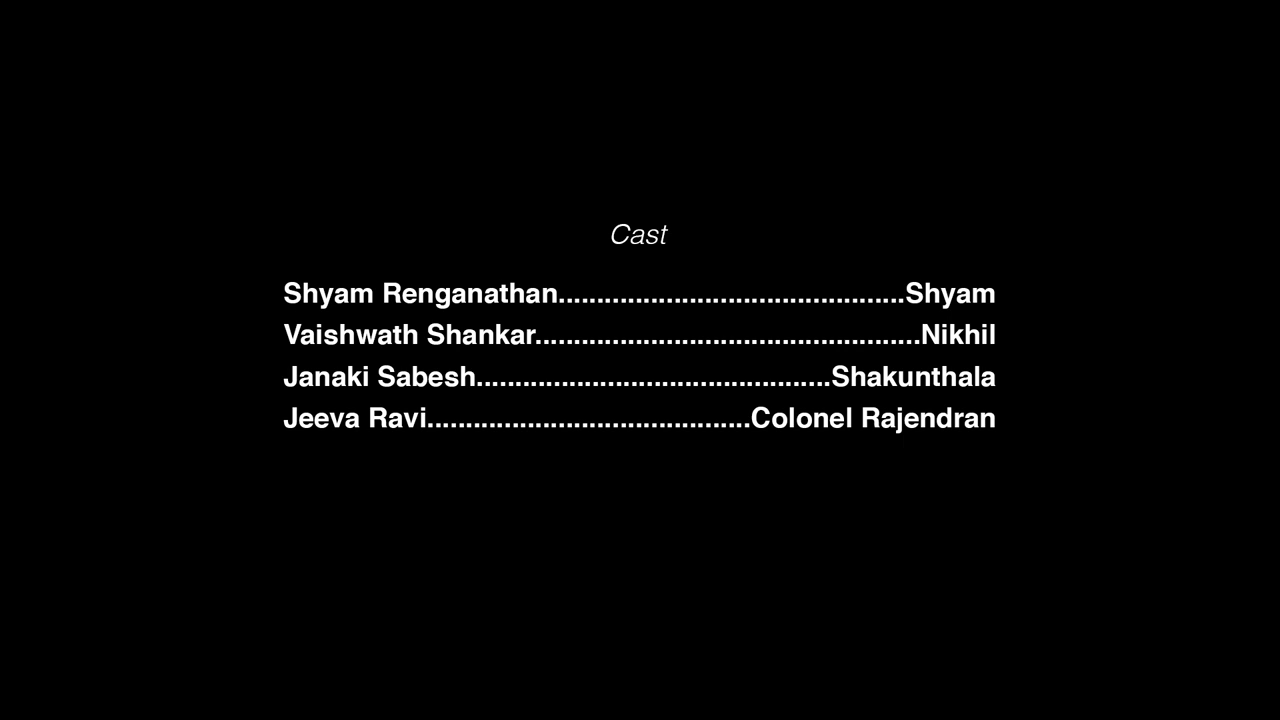 Cast
Shyam Renganathan.............................................Shyam
Vaishwath Shankar..................................................Nikhil
Janaki Sabesh..............................................Shakunthala
Jeeva Ravi..........................................Colonel Rajendran